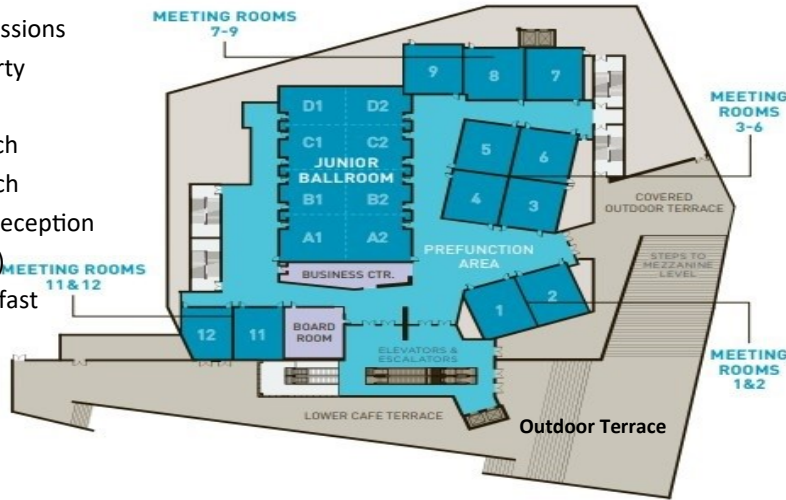 ssions
rty
ch
ch
eception
)
fast
MEETING ROOMS
7-9
9
8
7
MEETING
ROOMS
3-6
D1
D2
C1
C2
JUNIOR
BALLROOM
B1
B2
A1
A2
5
6
4
3
COVERED
OUTDOOR TERRACE
PREFUNCTION
AREA
STEPS TO
MEZZANINE
LEVEL
BUSINESS CTR.
MEETING ROOMS
11 & 12
1
2
12
11
BOARD
ROOM
ELEVATORS &
ESCALATORS
MEETING
ROOMS
1&2
LOWER CAFE TERRACE
Outdoor Terrace